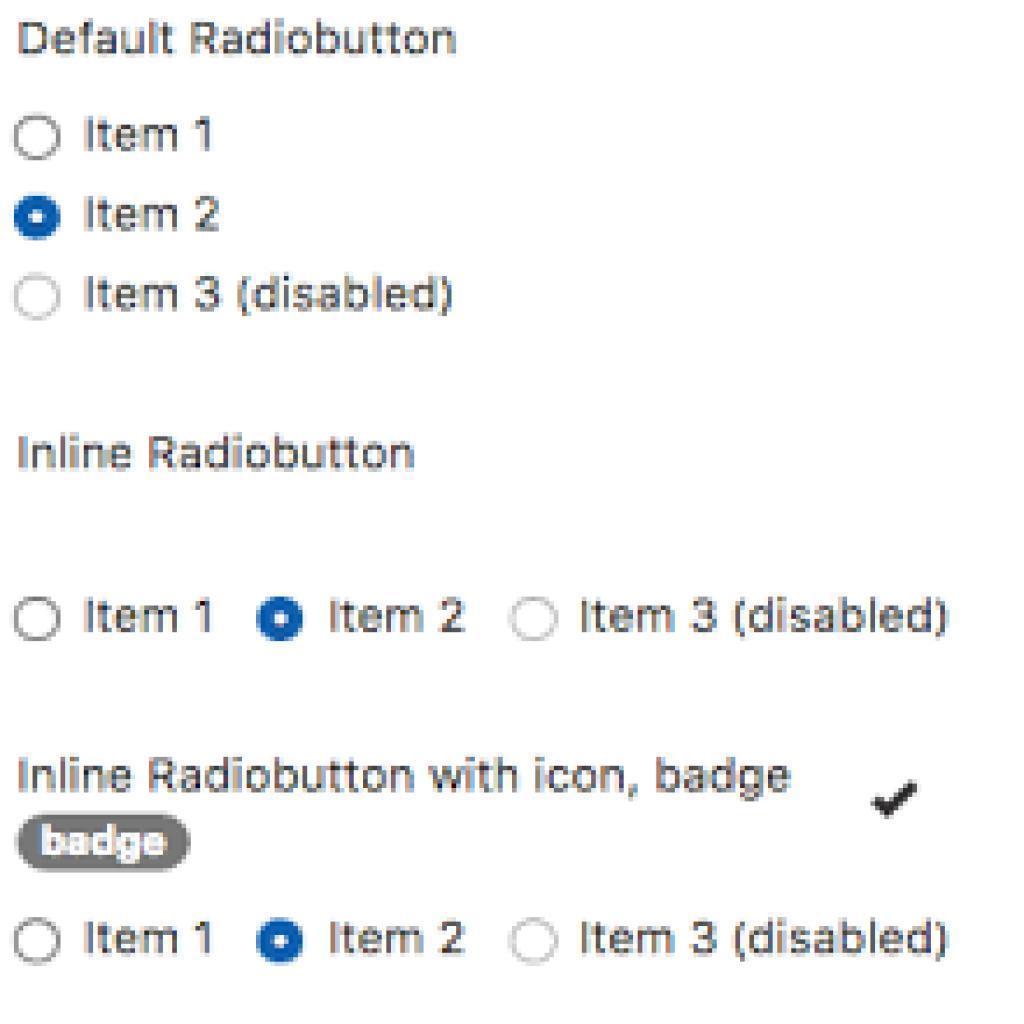 Default Radiobutton
Item 1
Item 2
Item 3 (disabled)
Inline Radiobutton
Item 1 Item 2 Item 3 (disabled)
Inline Radiobutton with icon, badge
badge
Item 1 Item 2 Item 3 (disabled)